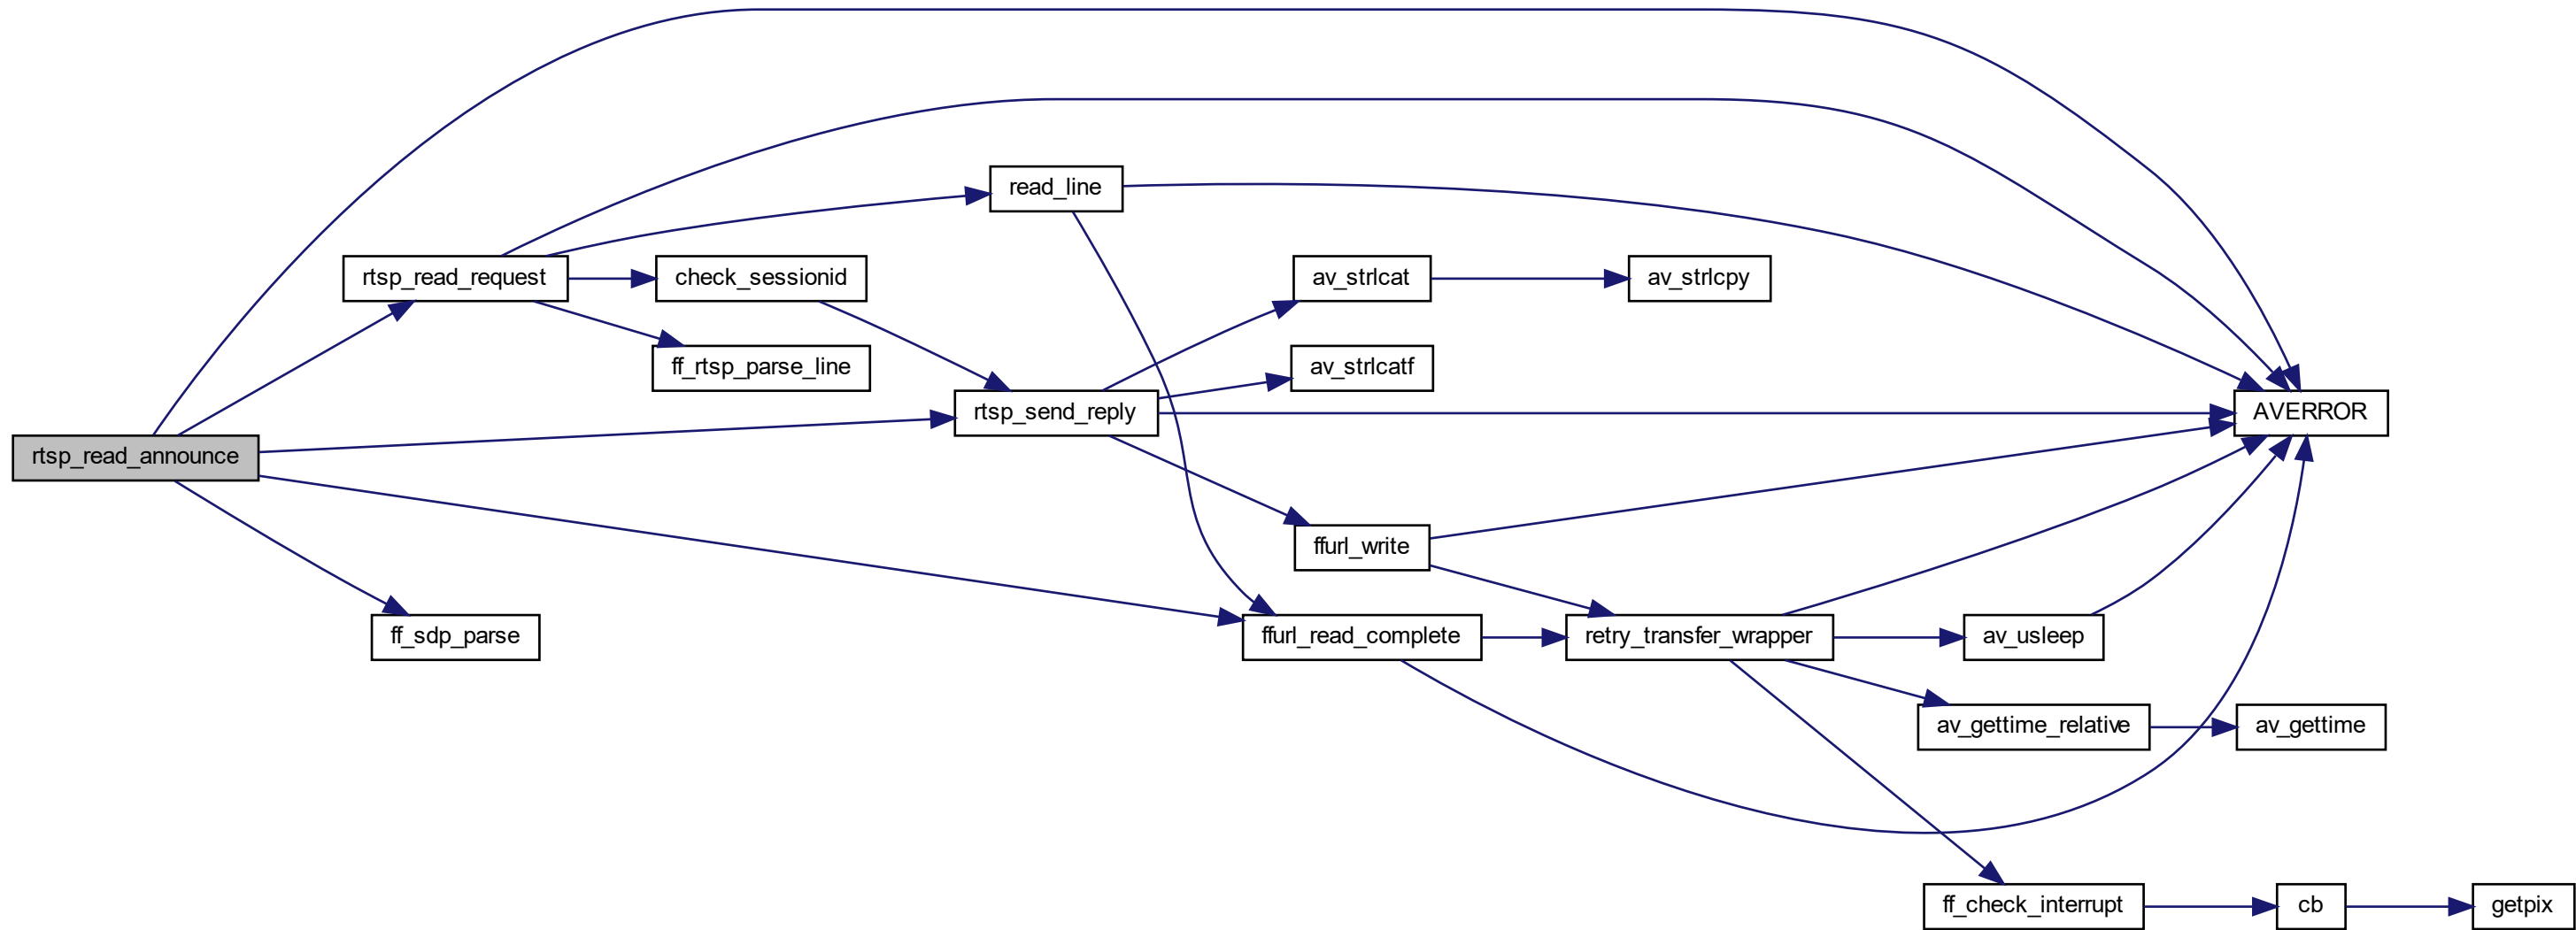 read_line
rtsp_read_request
check_sessionid
av_strlcat
av_strlcpy
ff_rtsp_parse_line
av_strlcatf
rtsp_send_reply
AVERROR
rtsp_read_announce
ffurl_write
ff_sdp_parse
ffurl_read_complete
retry_transfer_wrapper
av_usleep
av_gettime_relative
av_gettime
ff_check_interrupt
cb
getpix